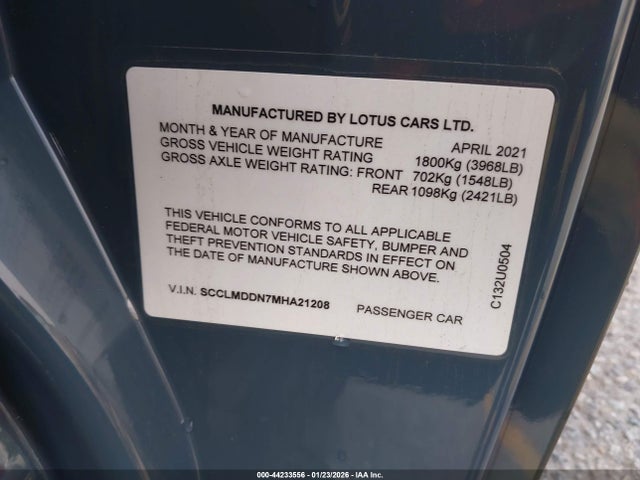 MANUFACTURED BY LOTUS CARS LTD.
MONTH & YEAR OF MANUFACTURE APRIL 2021
GROSS VEHICLE WEIGHT RATING 1800Kg (3968LB)
GROSS AXLE WEIGHT RATING: FRONT 702Kg (1548LB)
REAR 1098Kg (2421LB)
THIS VEHICLE CONFORMS TO ALL APPLICABLE
FEDERAL MOTOR VEHICLE SAFETY, BUMPER AND
THEFT PREVENTION STANDARDS IN EFFECT ON
THE DATE OF MANUFACTURE SHOWN ABOVE.
V.I.N. SCCLMDDN7MHA21208 PASSENGER CAR
C132U0504
000-44233556 - 01/23/2026 - IAA Inc.